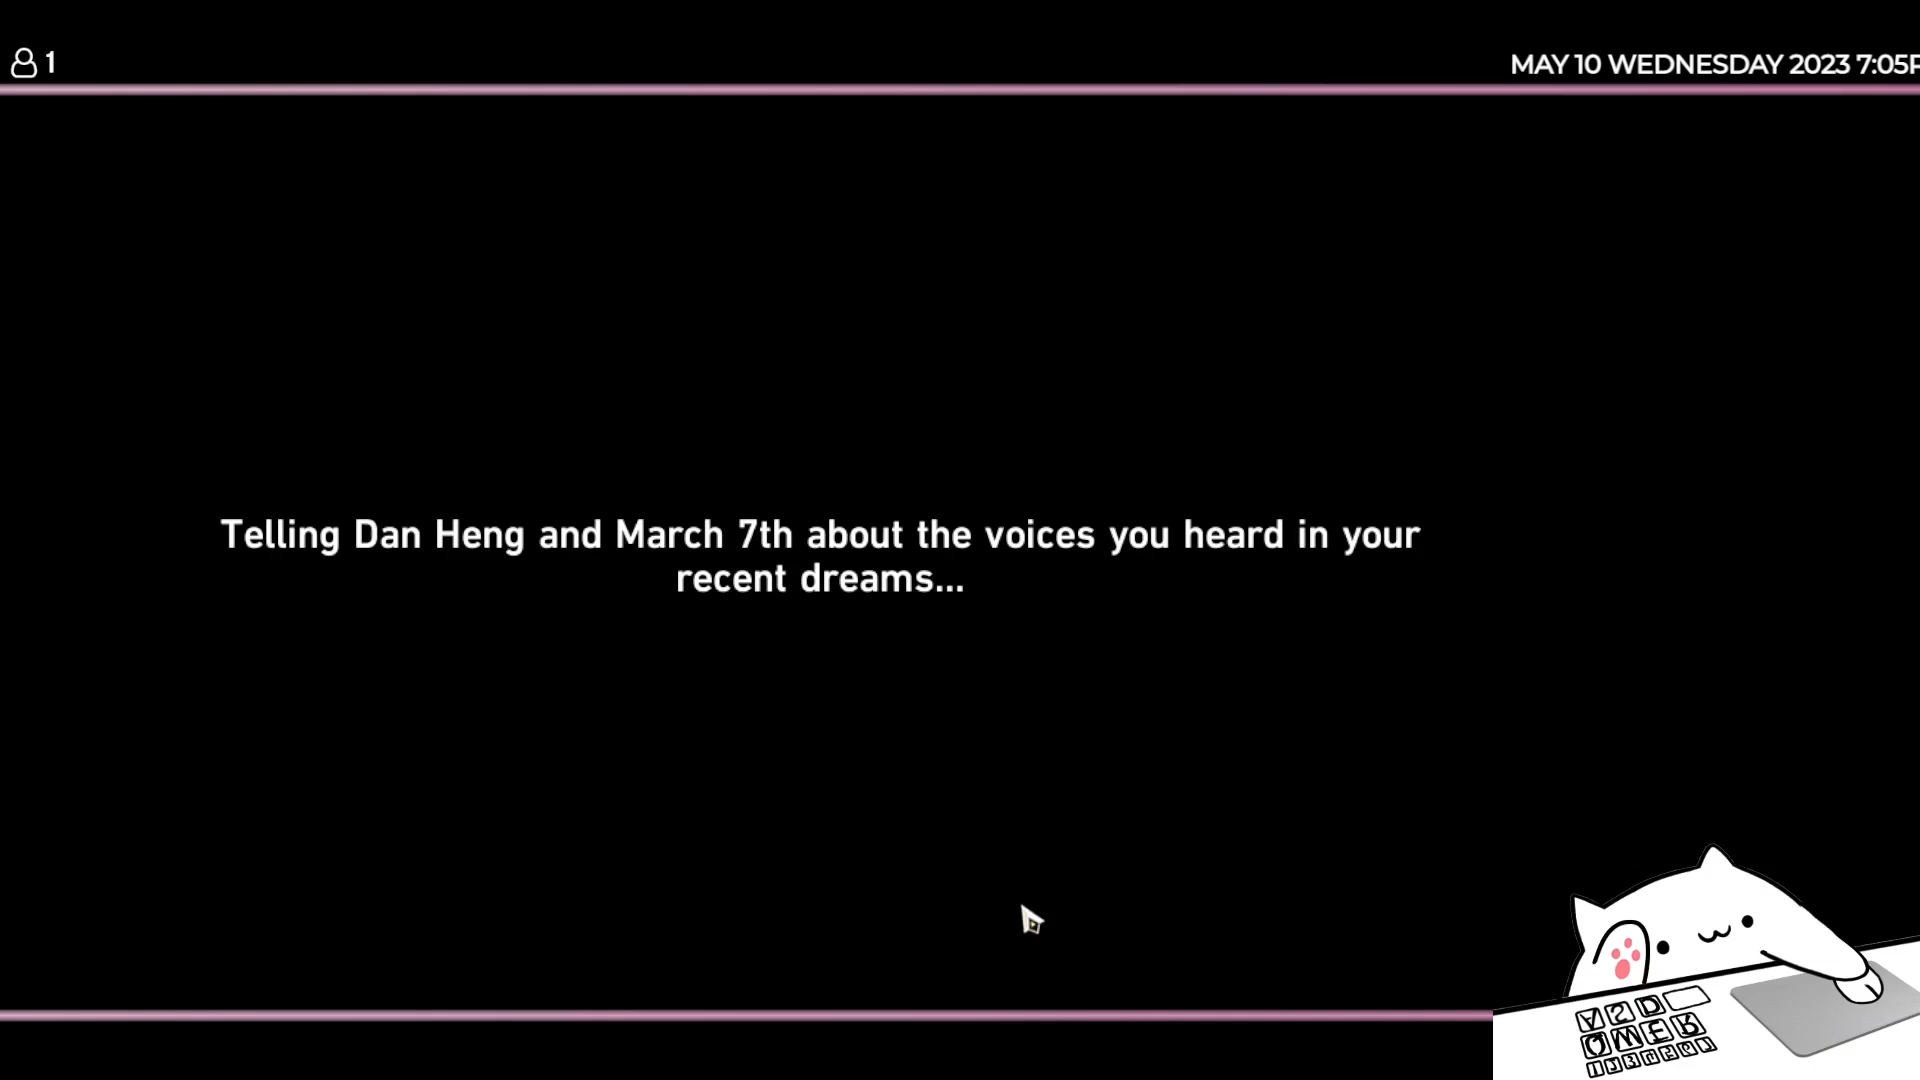 1
MAY 10 WEDNESDAY 2023 7:05P
Telling Dan Heng and March 7th about the voices you heard in your
recent dreams...
A S D
Q W E R